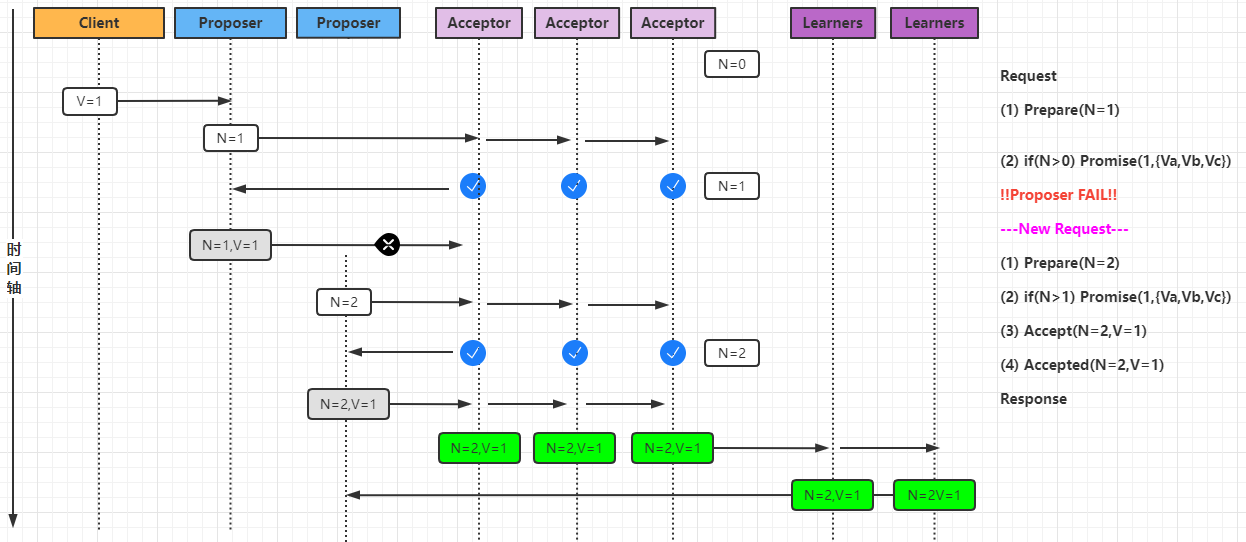 Client
Proposer
Proposer
Acceptor
Acceptor
Acceptor
Learners
Learners
N=0
V=1
N=1
N=1
N=1,V=1
N=2
N=2
N=2,V=1
N=2,V=1
N=2,V=1
N=2,V=1
N=2,V=1
N=2V=1
时
间
轴
Request
(1) Prepare(N=1)
(2) if(N>0) Promise(1,{Va,Vb,Vc})
!!Proposer FAIL!!
---New Request---
(1) Prepare(N=2)
(2) if(N>1) Promise(1,{Va,Vb,Vc})
(3) Accept(N=2,V=1)
(4) Accepted(N=2,V=1)
Response